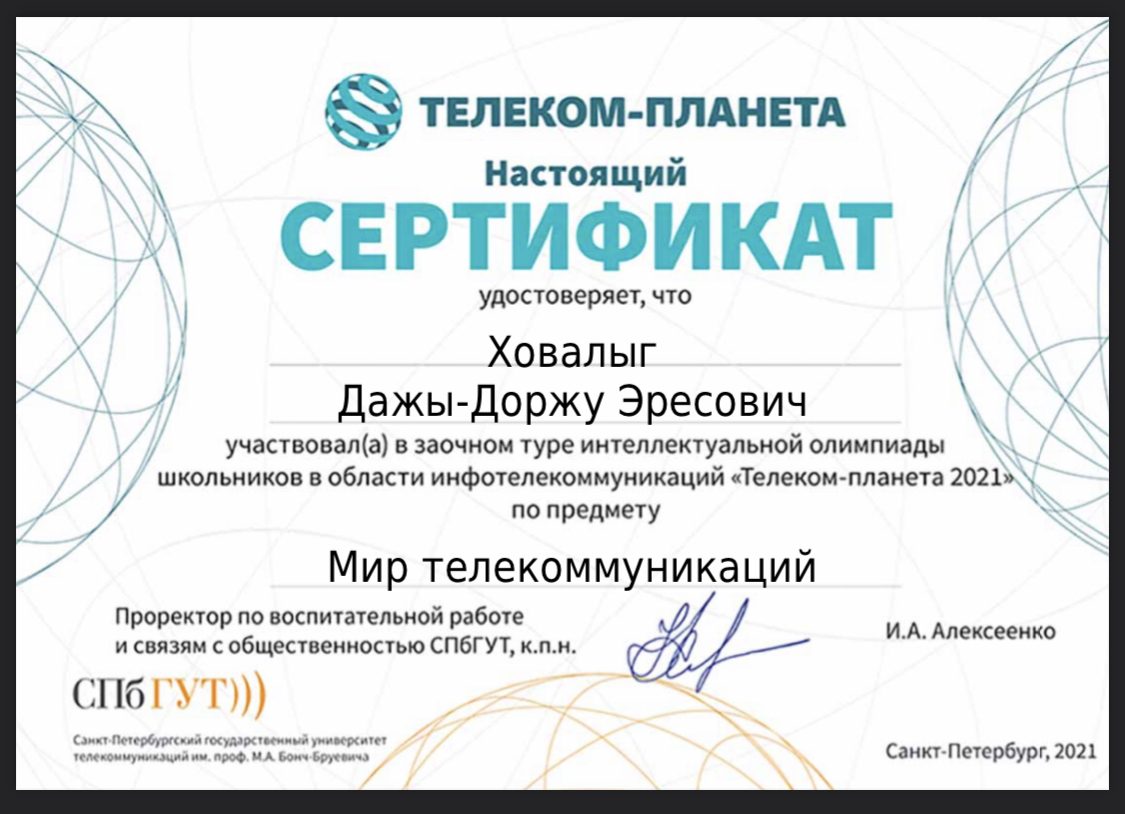 ТЕЛЕКОМ-ПЛАНЕТА
Настоящий
СЕРТИФИКАТ
удостоверяет, что
Ховалыг
Дажы-Доржу Эресович
участвовал(а) в заочном туре интеллектуальной олимпиады
школьников в области инфотелекоммуникаций «Телеком-планета 2021»
по предмету
Мир телекоммуникаций
Проректор по воспитательной работе
и связям с общественностью СПбГУТ, к.п.н.
И.А. Алексеенко
СПбГУТ)))
Санкт-Петербургский государственный университет
телекоммуникаций им. проф. М.А. Бонч-Бруевича
Санкт-Петербург, 2021